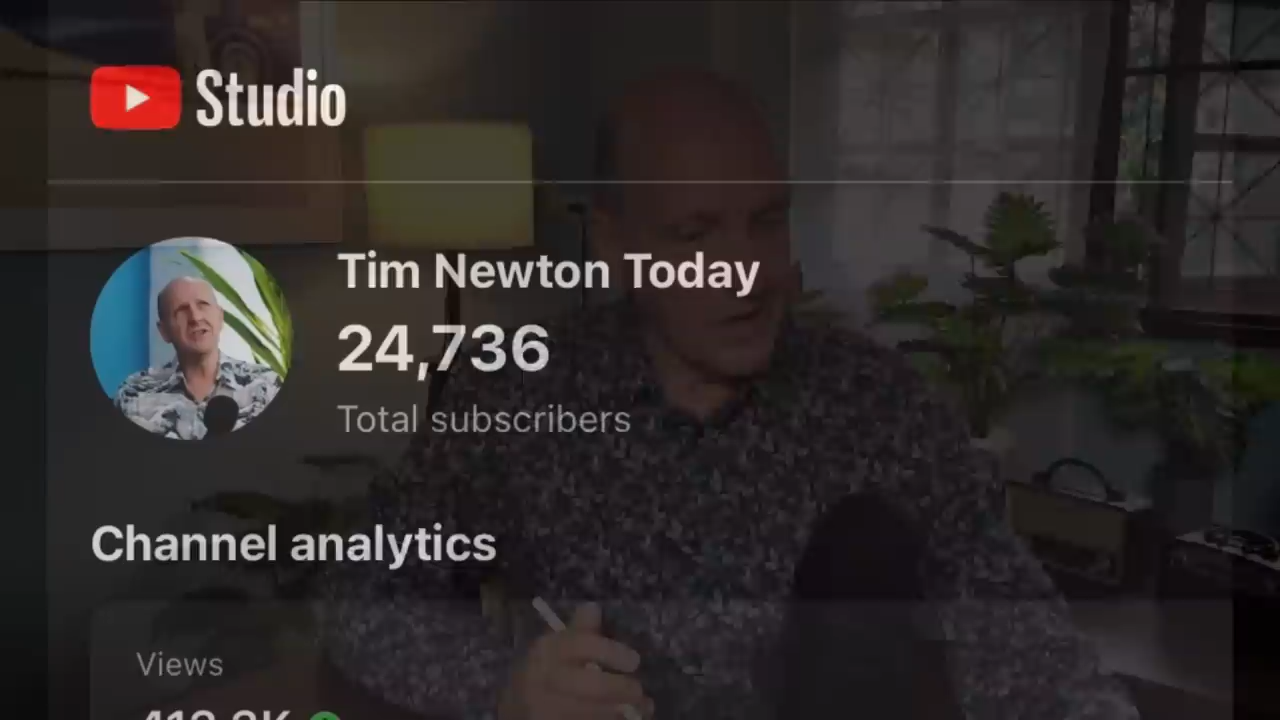 Studio
Tim Newton Today
24,736
Total subscribers
Channel analytics
Views